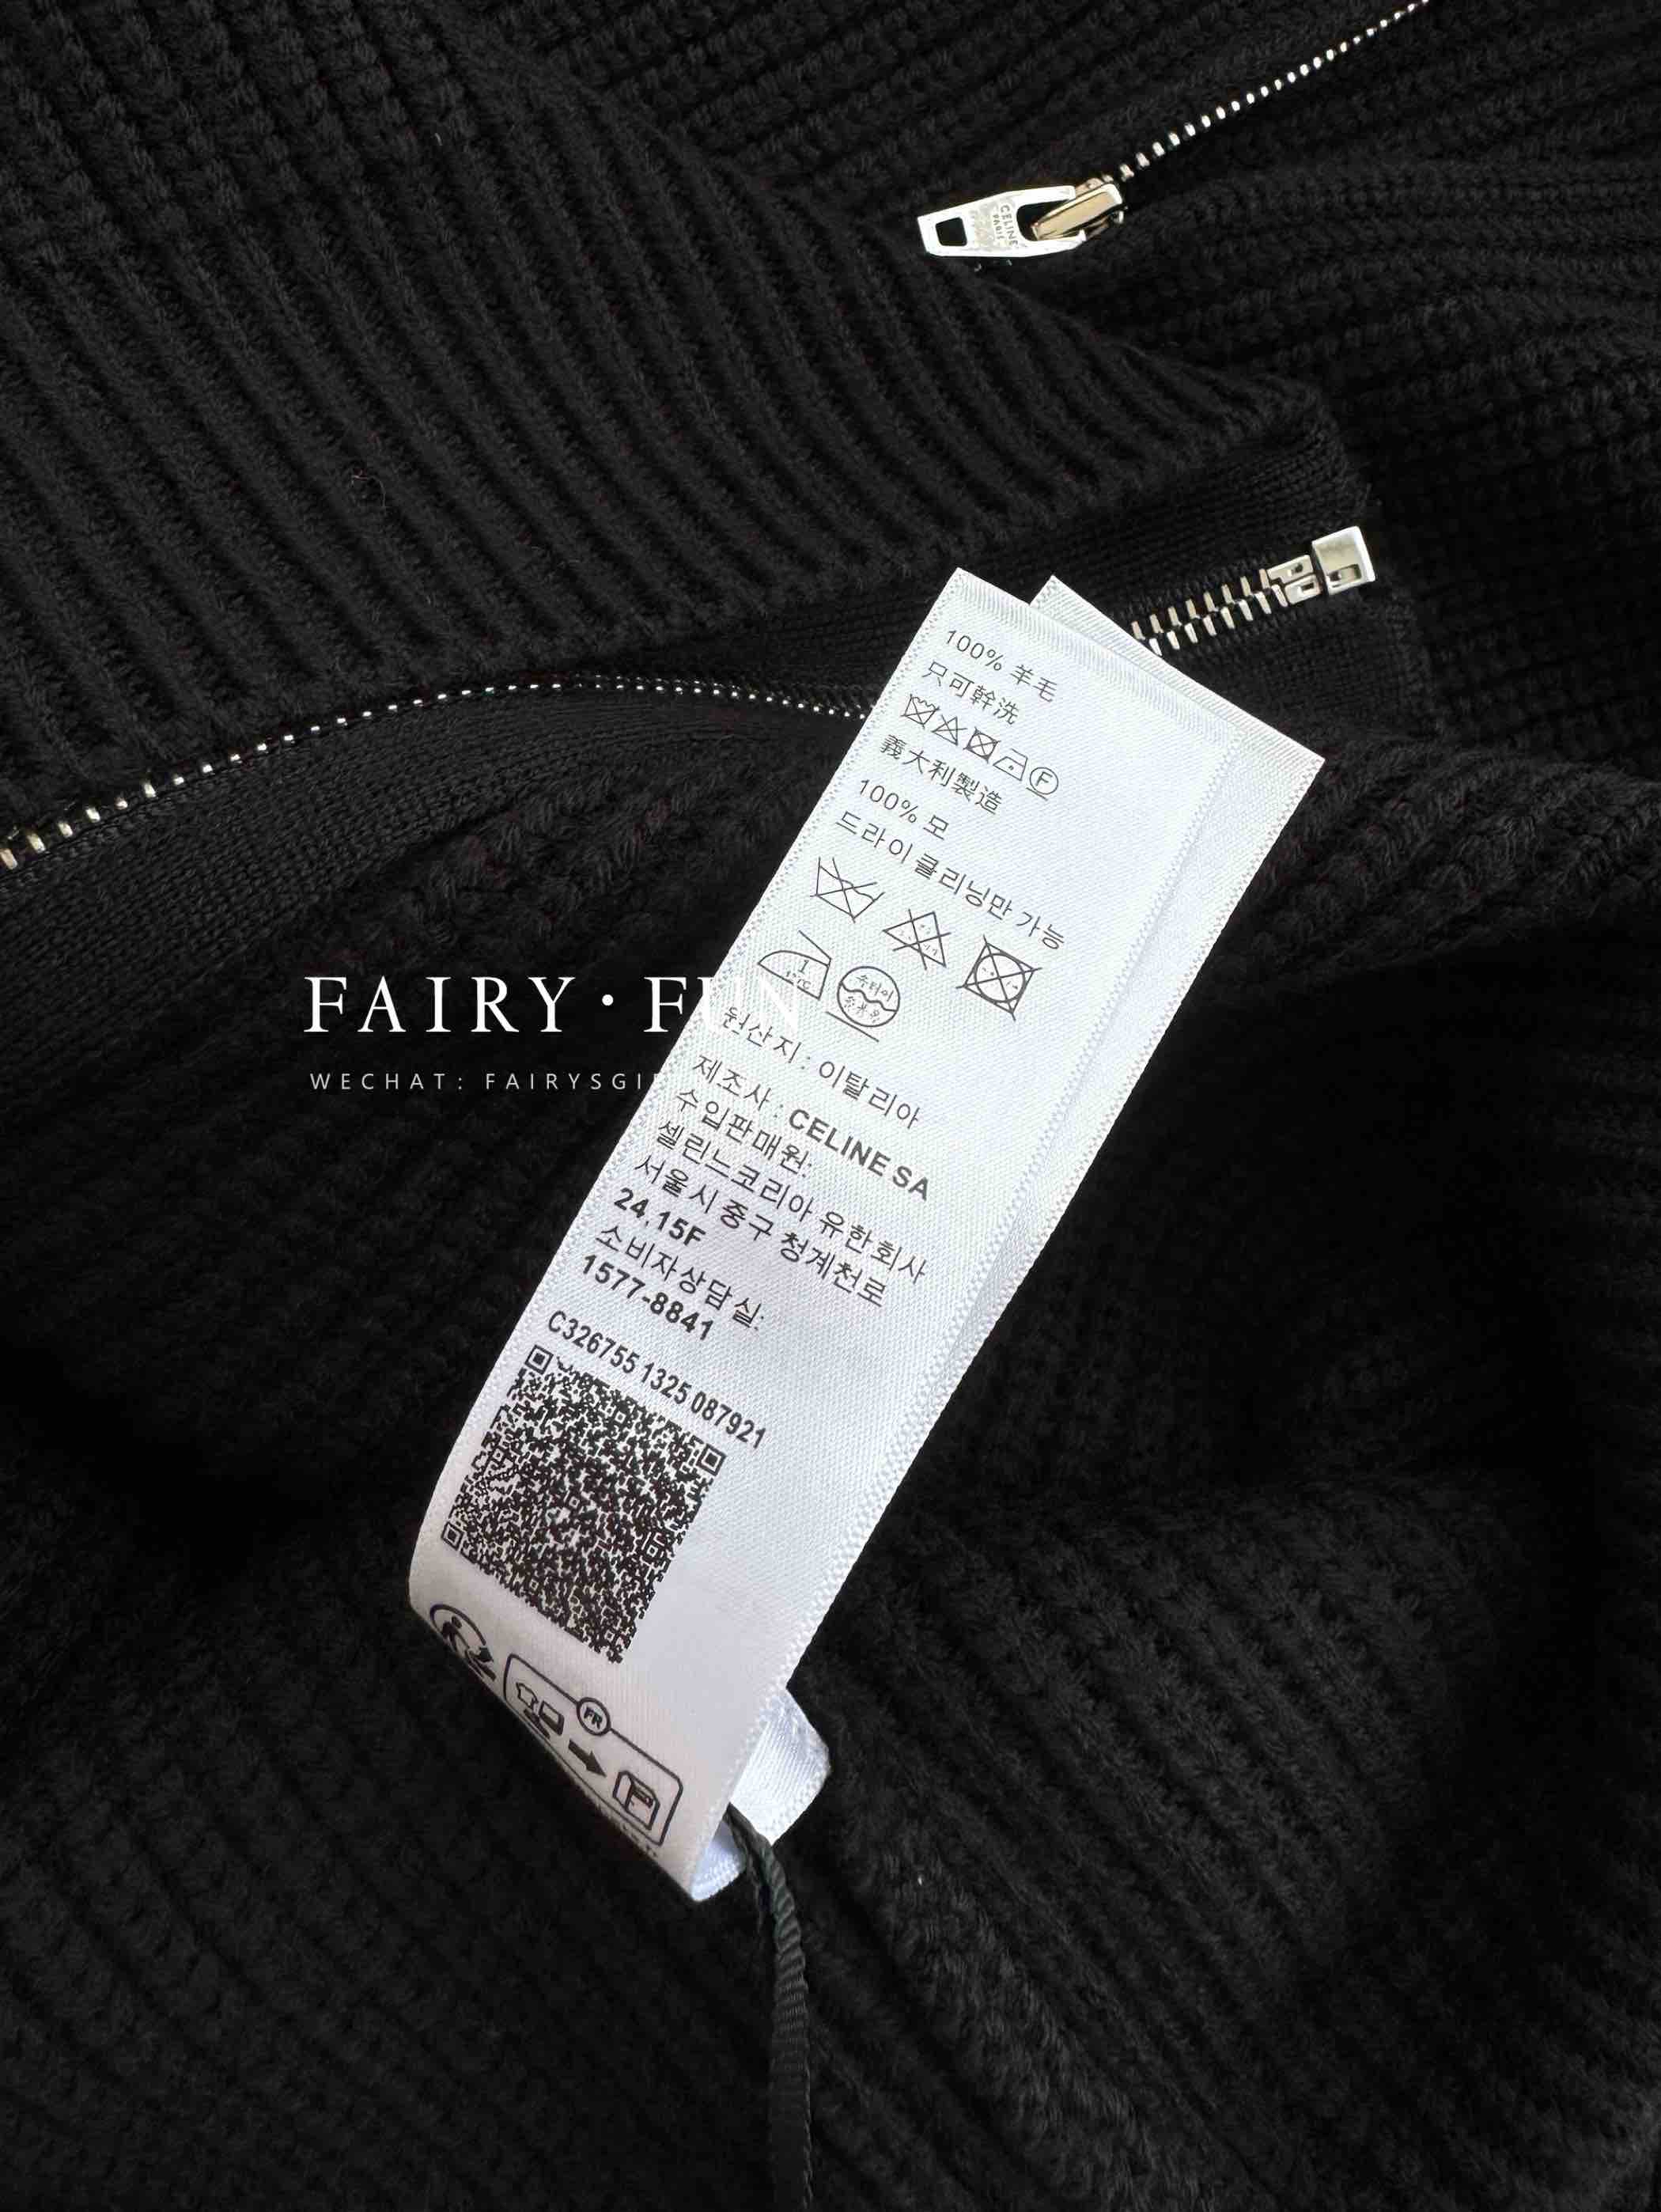 CELINE
PARIS
100% 羊毛
只可幹洗
F
義大利製造
100% 모
드라이 클리닝만 가능
원산지 : 이탈리아
제조사 : CELINE SA
수입판매원:
셀린느코리아 유한회사
서울시 중구 청계천로
24, 15F
소비자상담실:
1577-8841
C326755 1325 087921
FR
FAIRY · FUN
WECHAT: FAIRYSGI